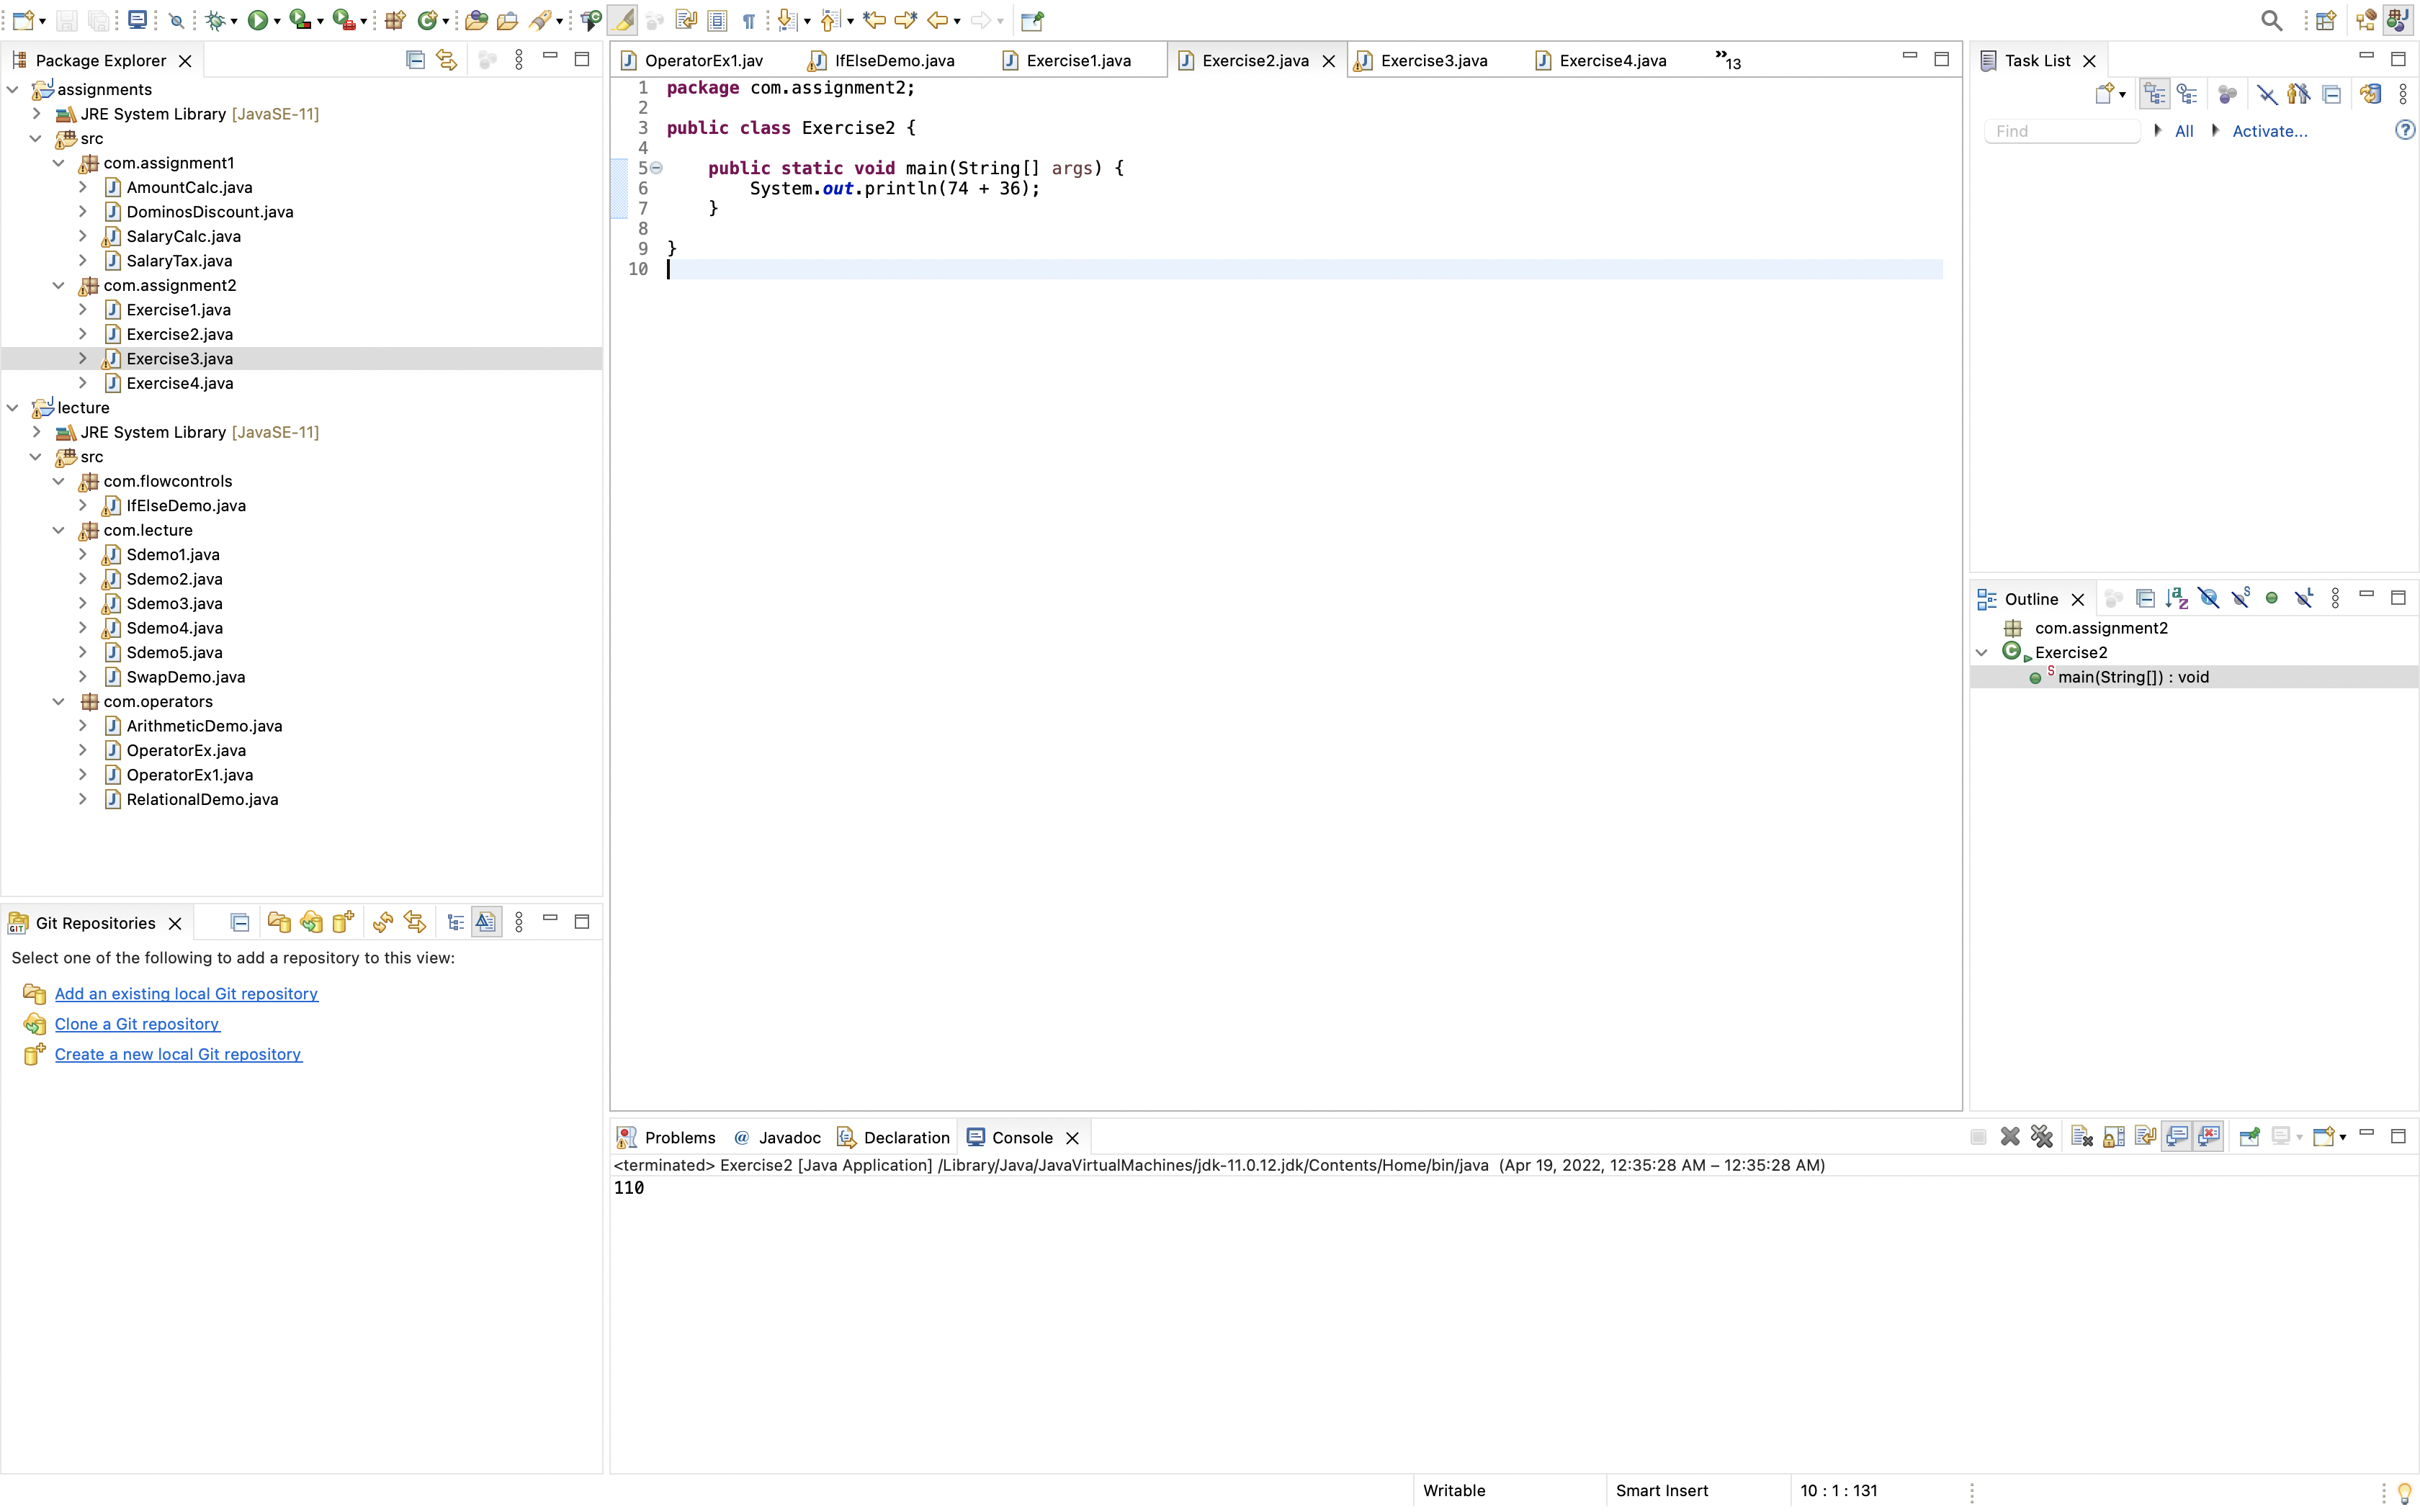 Package Explorer
assignments
JRE System Library [JavaSE-11]
src
com.assignment1
AmountCalc.java
DominosDiscount.java
SalaryCalc.java
SalaryTax.java
com.assignment2
Exercise1.java
Exercise2.java
Exercise3.java
Exercise4.java
lecture
JRE System Library [JavaSE-11]
src
com.flowcontrols
IfElseDemo.java
com.lecture
Sdemo1.java
Sdemo2.java
Sdemo3.java
Sdemo4.java
Sdemo5.java
SwapDemo.java
com.operators
ArithmeticDemo.java
OperatorEx.java
OperatorEx1.java
RelationalDemo.java
Git Repositories
Select one of the following to add a repository to this view:
Add an existing local Git repository
Clone a Git repository
Create a new local Git repository
OperatorEx1.jav IfElseDemo.java Exercise1.java Exercise2.java Exercise3.java Exercise4.java »13
1 package com.assignment2;
2
3 public class Exercise2 {
4
5 public static void main(String[] args) {
6 System.out.println(74 + 36);
7 }
8
9 }
10
Problems @ Javadoc Declaration Console
<terminated> Exercise2 [Java Application] /Library/Java/JavaVirtualMachines/jdk-11.0.12.jdk/Contents/Home/bin/java (Apr 19, 2022, 12:35:28 AM – 12:35:28 AM)
110
Task List
Find All Activate...
Outline
com.assignment2
Exercise2
main(String[]) : void
Writable Smart Insert 10 : 1 : 131